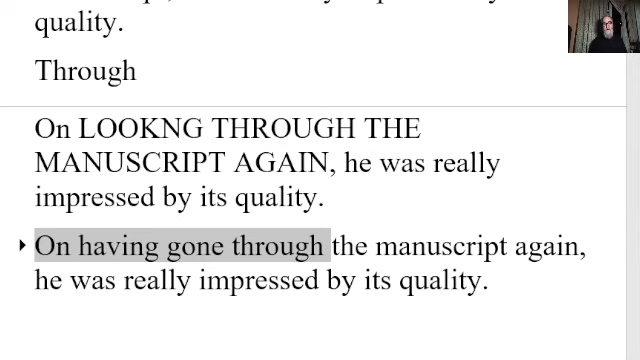 quality.
Through
On LOOKNG THROUGH THE
MANUSCRIPT AGAIN, he was really
impressed by its quality.
On having gone through the manuscript again,
he was really impressed by its quality.